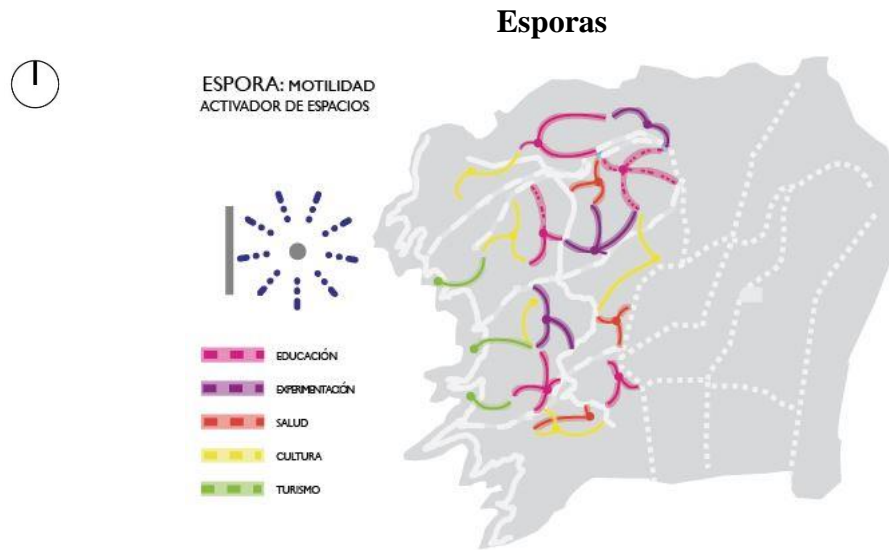 Esporas
ESPORA: MOTILIDAD
ACTIVADOR DE ESPACIOS
EDUCACIÓN
EXPERIMENTACIÓN
SALUD
CULTURA
TURISMO